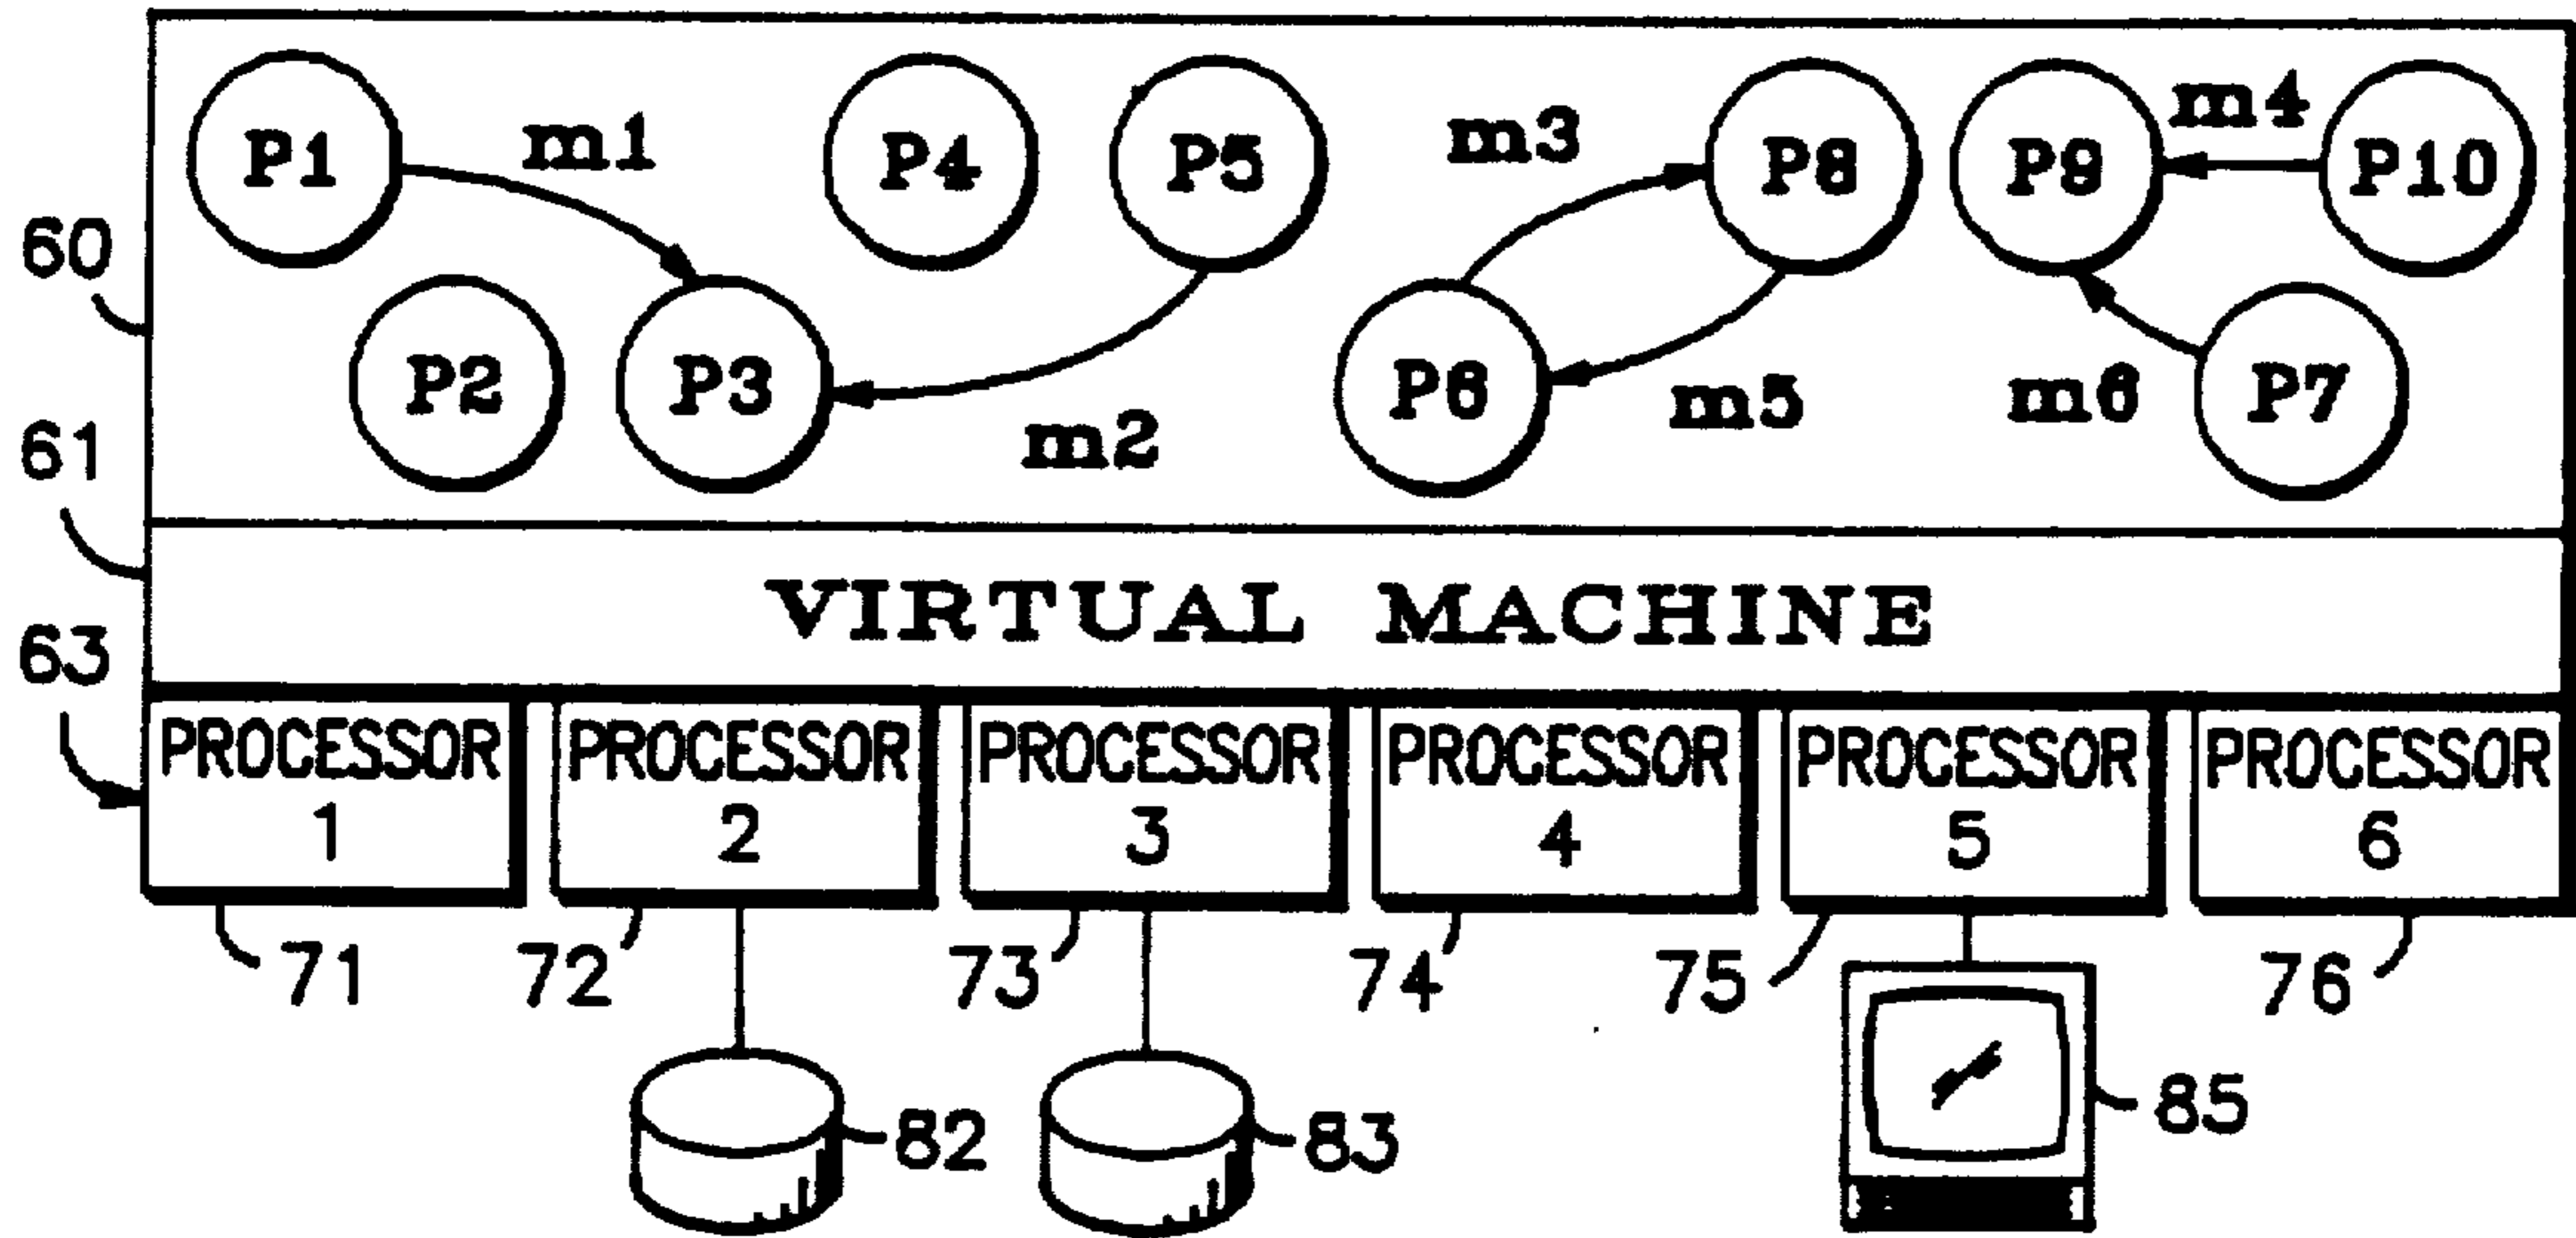 P1
m1
P4
P5
m3
P8
P9
m4
P10
60
P2
P3
m2
P6
m5
m6
P7
61
VIRTUAL MACHINE
63
PROCESSOR
1
PROCESSOR
2
PROCESSOR
3
PROCESSOR
4
PROCESSOR
5
PROCESSOR
6
71
72
73
74
75
76
82
83
85